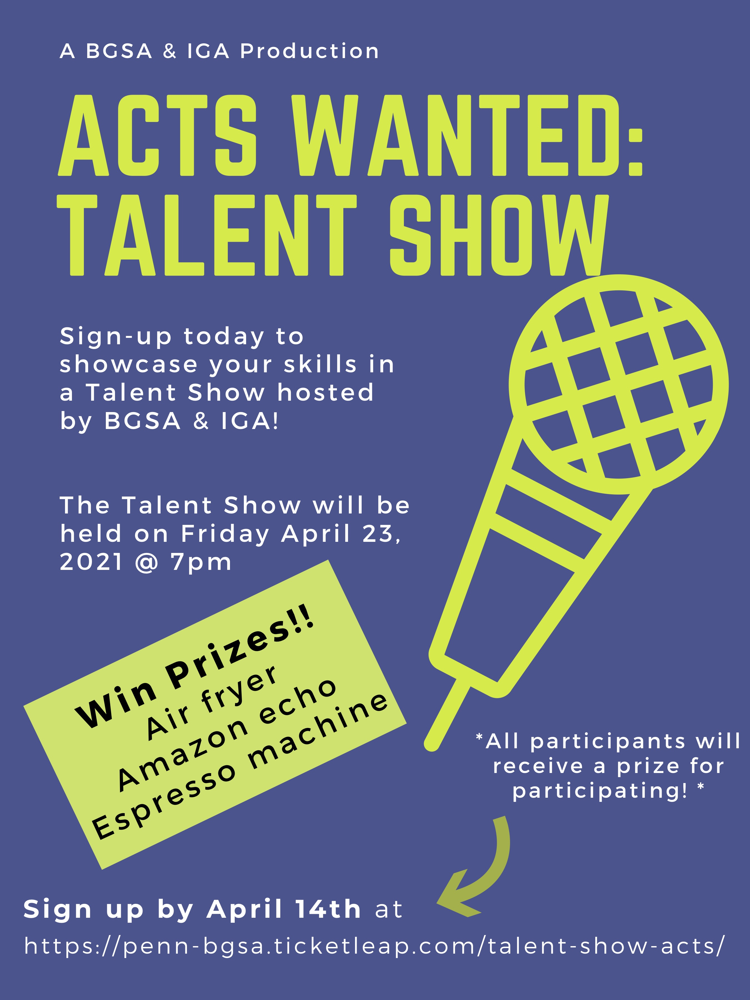 A BGSA & IGA Production
ACTS WANTED:
TALENT SHOW
Sign-up today to
showcase your skills in
a Talent Show hosted
by BGSA & IGA!
The Talent Show will be
held on Friday April 23,
2021 @ 7pm
Win Prizes!!
Air fryer
Amazon echo
Espresso machine
*All participants will
receive a prize for
participating! *
Sign up by April 14th at
https://penn-bgsa.ticketleap.com/talent-show-acts/